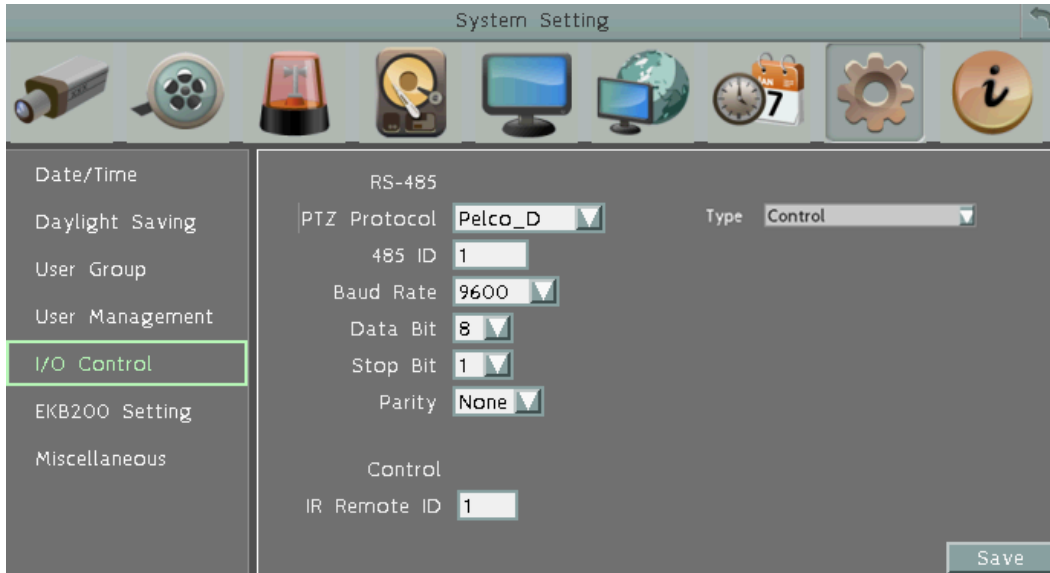 System Setting
7
i
Date/Time
Daylight Saving
User Group
User Management
I/O Control
EKB200 Setting
Miscellaneous
RS-485
PTZ Protocol Pelco_D Type Control
485 ID 1
Baud Rate 9600
Data Bit 8
Stop Bit 1
Parity None
Control
IR Remote ID 1
Save